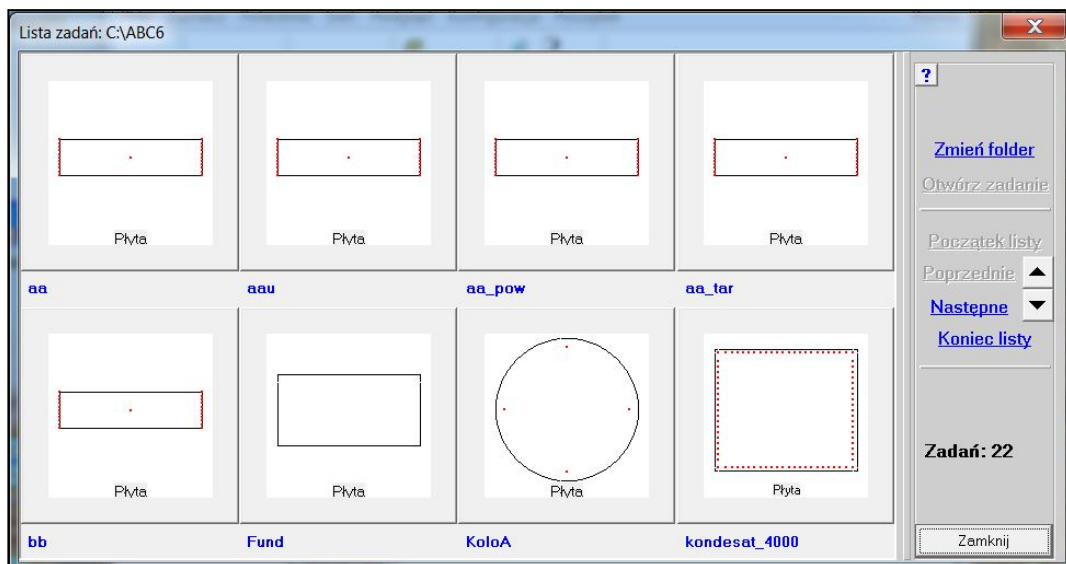 Lista zadań: C:\ABC6
Płyta
Płyta
Płyta
Płyta
aa
aau
aa_pow
aa_tar
Płyta
Płyta
Płyta
Płyta
bb
Fund
KoloA
kondesat_4000
?
Zmień folder
Otwórz zadanie
Początek listy
Poprzednie
Następne
Koniec listy
Zadań: 22
Zamknij